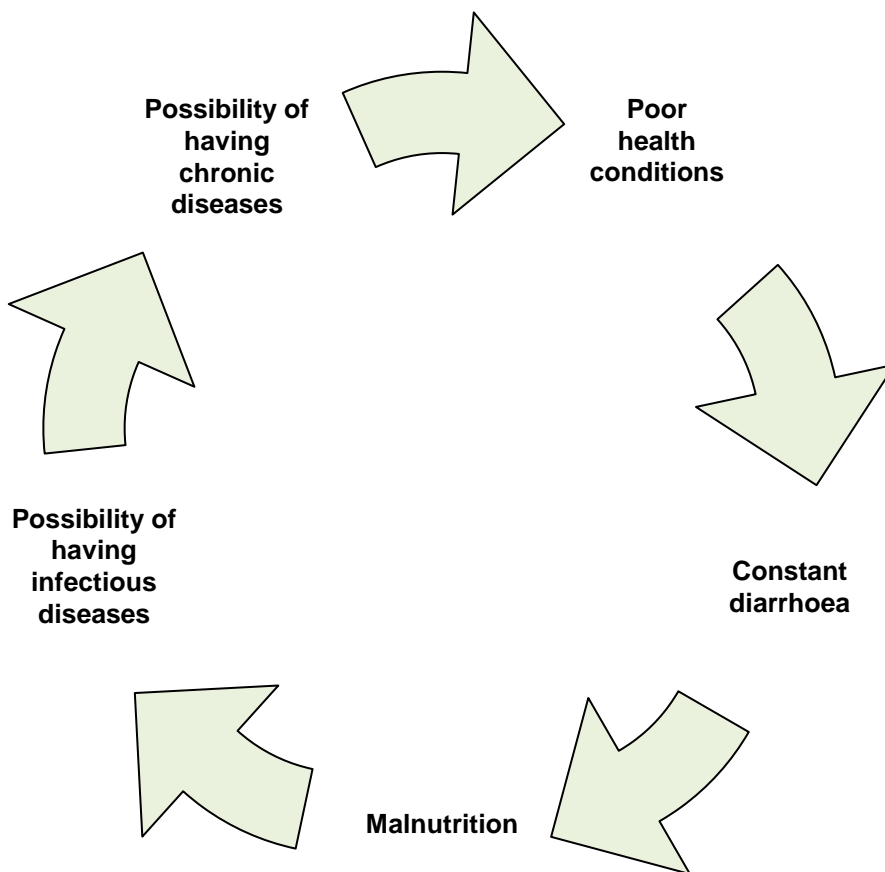 Possibility of
having
chronic
diseases
Poor
health
conditions
Constant
diarrhoea
Malnutrition
Possibility of
having
infectious
diseases